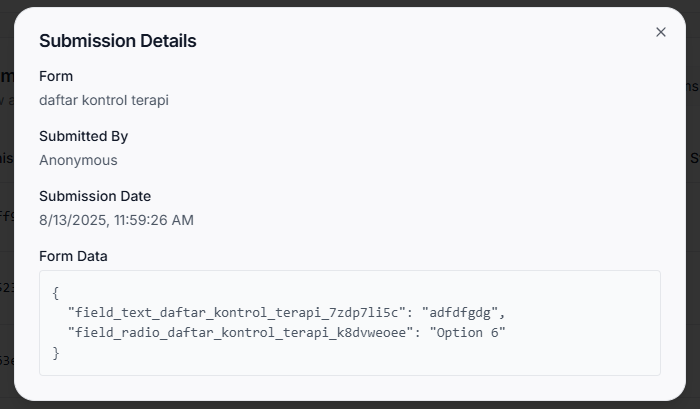 Submission Details
Form
daftar kontrol terapi
Submitted By
Anonymous
Submission Date
8/13/2025, 11:59:26 AM
Form Data
{
"field_text_daftar_kontrol_terapi_7zdp7li5c": "adfdfgdg",
"field_radio_daftar_kontrol_terapi_k8dvweoee": "Option 6"
}